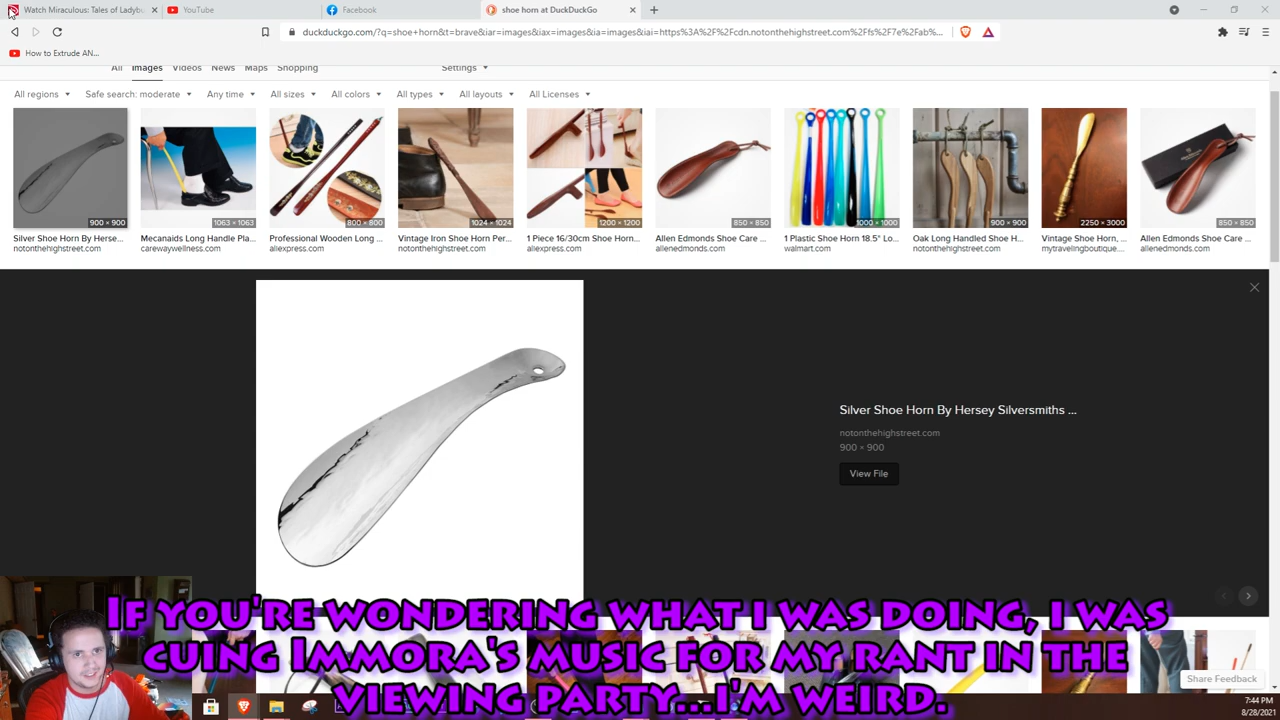 Watch Miraculous: Tales of Ladybu
YouTube
Facebook
shoe horn at DuckDuckGo
duckduckgo.com/?q=shoe+horn&t=brave&iar=images&iax=images&ia=images&iai=https%3A%2F%2Fcdn.notonthehighstreet.com%2Ffs%2F7e%2Fab%...
How to Extrude AN...
All Images Videos News Maps Shopping Settings
All regions Safe search: moderate Any time All sizes All colors All types All layouts All Licenses
900 × 900 1063 × 1063 800 × 800 1024 × 1024 1200 × 1200 850 × 850 1000 × 1000 900 × 900 2250 × 3000 850 × 850
Silver Shoe Horn By Herse... Mecanaids Long Handle Pla... Professional Wooden Long ... Vintage Iron Shoe Horn Per... 1 Piece 16/30cm Shoe Horn... Allen Edmonds Shoe Care ... 1 Plastic Shoe Horn 18.5" Lo... Oak Long Handled Shoe H... Vintage Shoe Horn, ... Allen Edmonds Shoe Care ...
notonthehighstreet.com carewaywellness.com aliexpress.com notonthehighstreet.com aliexpress.com allenedmonds.com walmart.com notonthehighstreet.com mytravelingboutique.... allenedmonds.com
Silver Shoe Horn By Hersey Silversmiths ...
notonthehighstreet.com
900 × 900
View File
If you're wondering what I was doing, I was
cuing Immora's music for my rant in the
viewing party...I'm weird.
Share Feedback
7:44 PM
8/28/2021